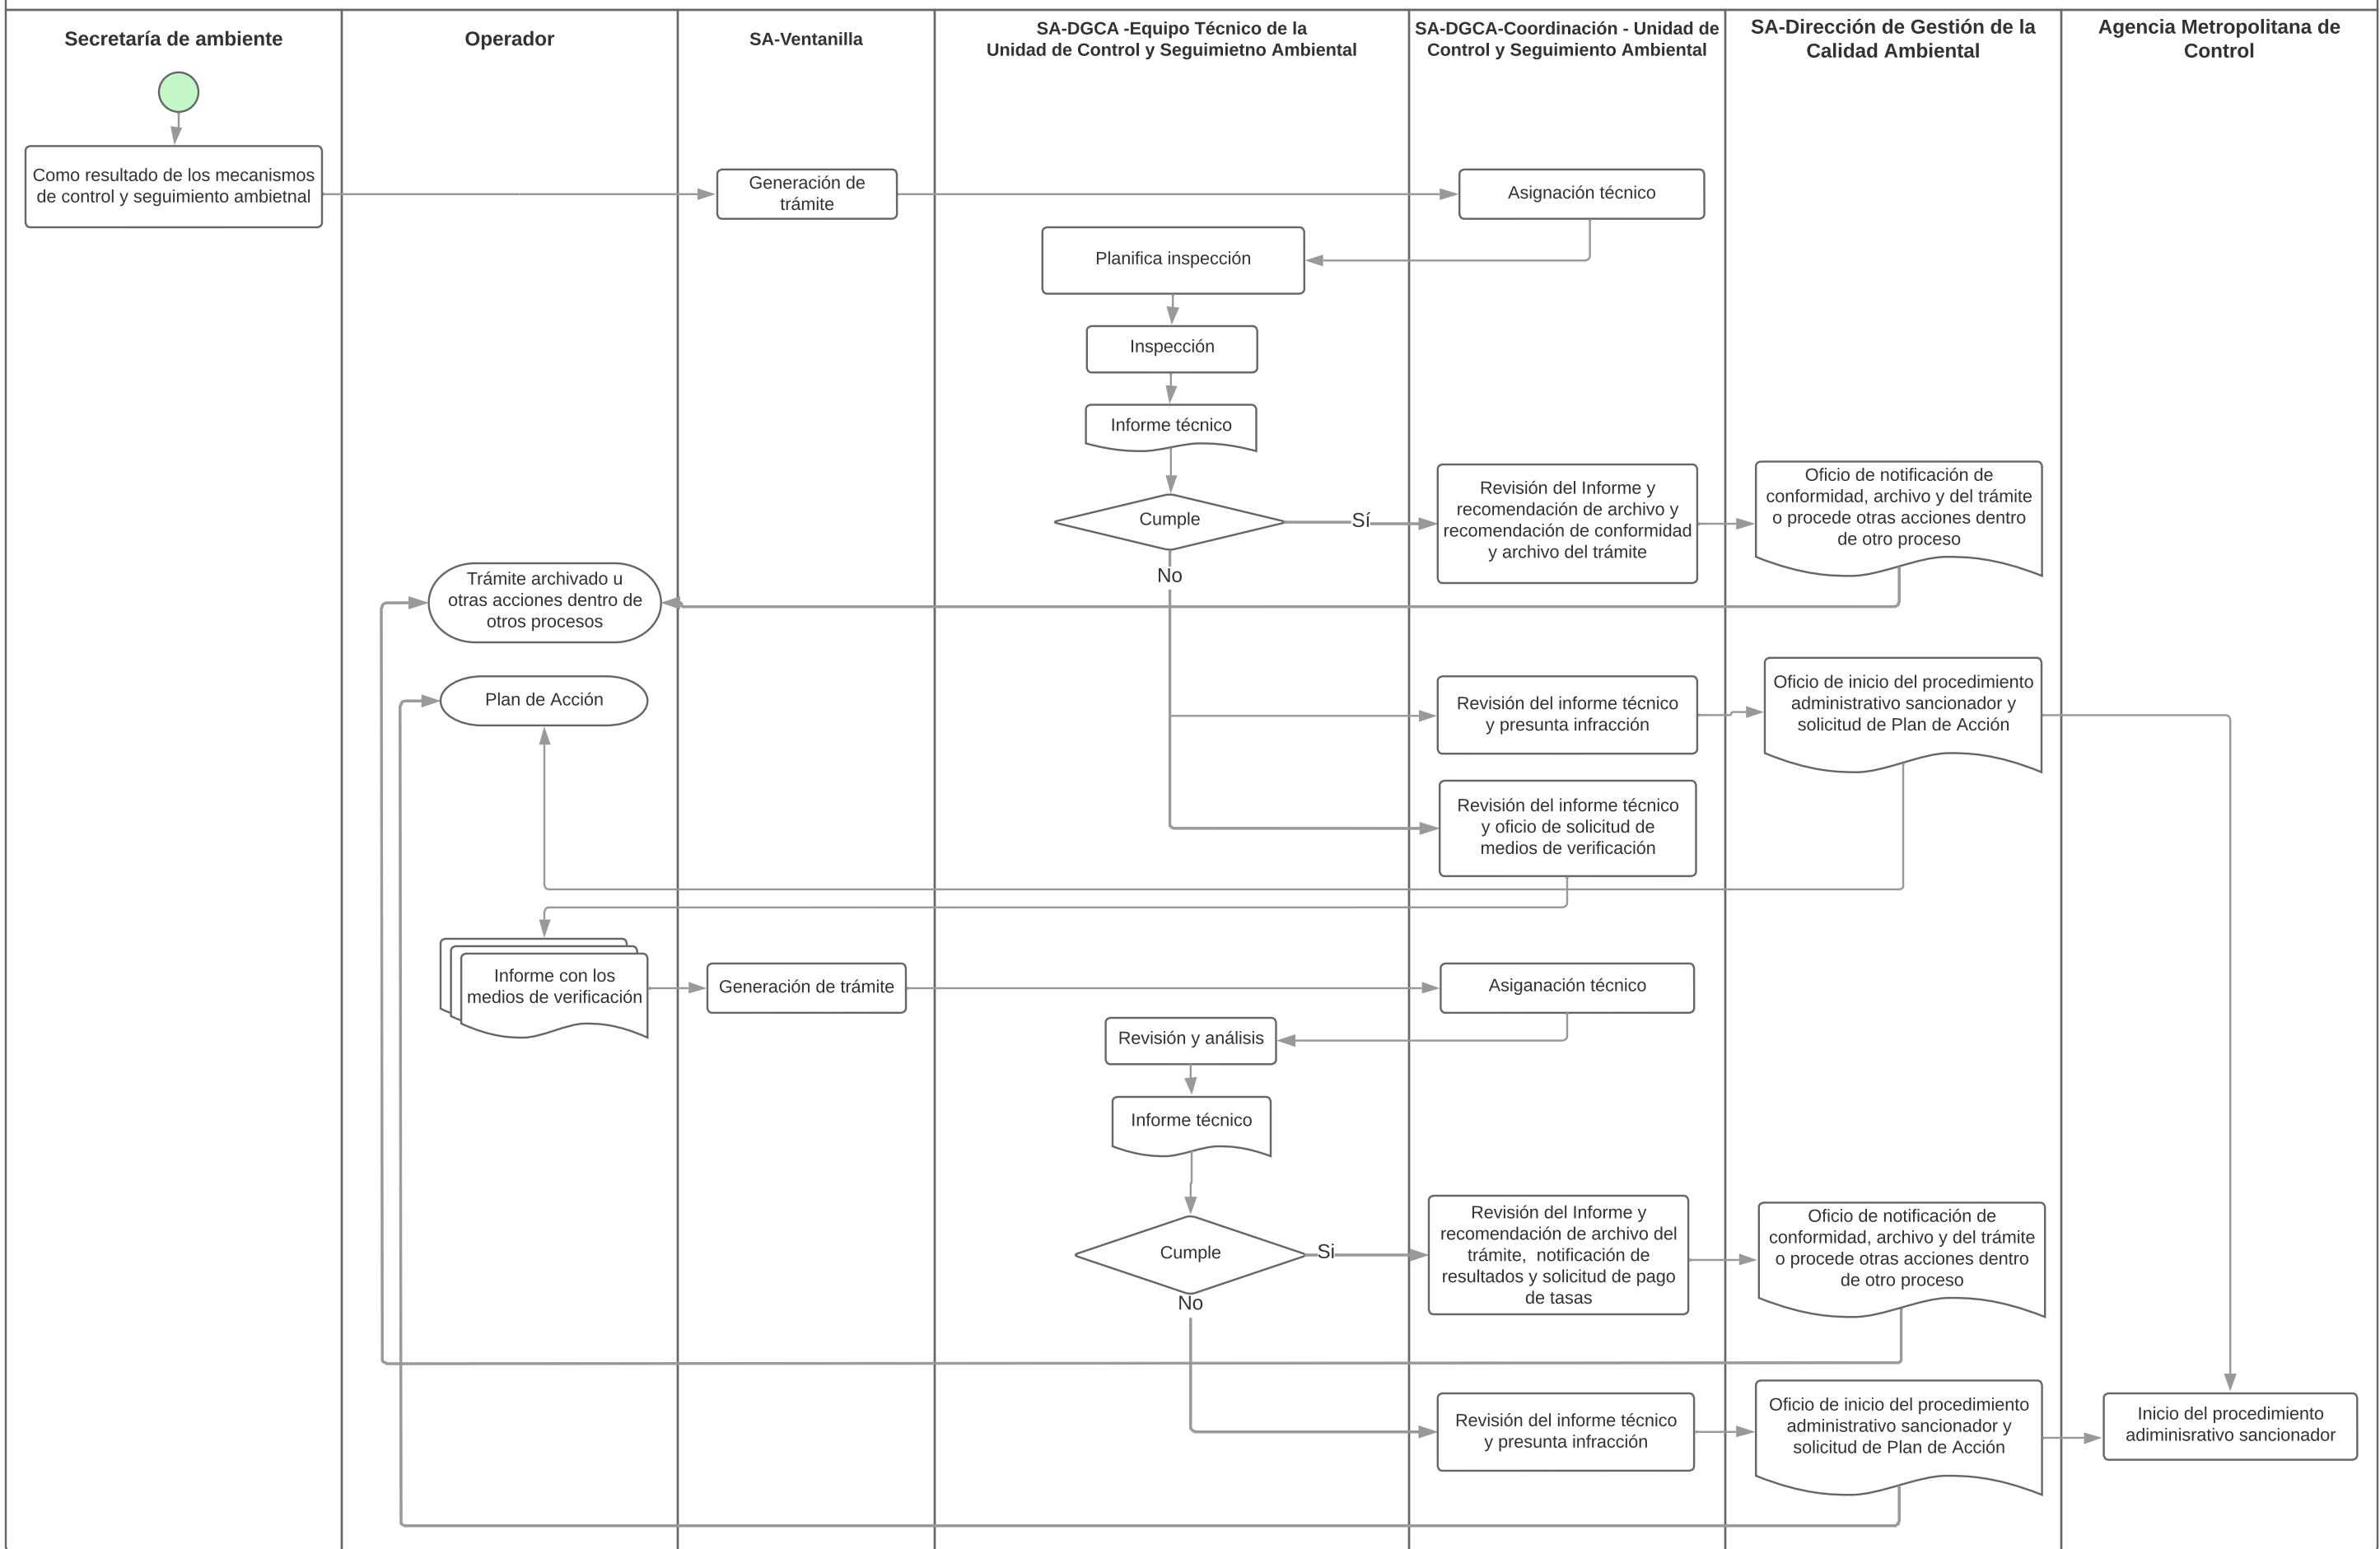 Secretaría de ambiente
Operador
SA-Ventanilla
SA-DGCA -Equipo Técnico de la
Unidad de Control y Seguimietno Ambiental
SA-DGCA-Coordinación - Unidad de
Control y Seguimiento Ambiental
SA-Dirección de Gestión de la
Calidad Ambiental
Agencia Metropolitana de
Control
Como resultado de los mecanismos
de control y seguimiento ambietnal
Generación de
trámite
Asignación técnico
Planifica inspección
Inspección
Informe técnico
Cumple
Sí
Revisión del Informe y
recomendación de archivo y
recomendación de conformidad
y archivo del trámite
Oficio de notificación de
conformidad, archivo y del trámite
o procede otras acciones dentro
de otro proceso
No
Trámite archivado u
otras acciones dentro de
otros procesos
Plan de Acción
Revisión del informe técnico
y presunta infracción
Oficio de inicio del procedimiento
administrativo sancionador y
solicitud de Plan de Acción
Revisión del informe técnico
y oficio de solicitud de
medios de verificación
Informe con los
medios de verificación
Generación de trámite
Asiganación técnico
Revisión y análisis
Informe técnico
Cumple
Si
Revisión del Informe y
recomendación de archivo del
trámite,  notificación de
resultados y solicitud de pago
de tasas
Oficio de notificación de
conformidad, archivo y del trámite
o procede otras acciones dentro
de otro proceso
No
Revisión del informe técnico
y presunta infracción
Oficio de inicio del procedimiento
administrativo sancionador y
solicitud de Plan de Acción
Inicio del procedimiento
adiminisrativo sancionador